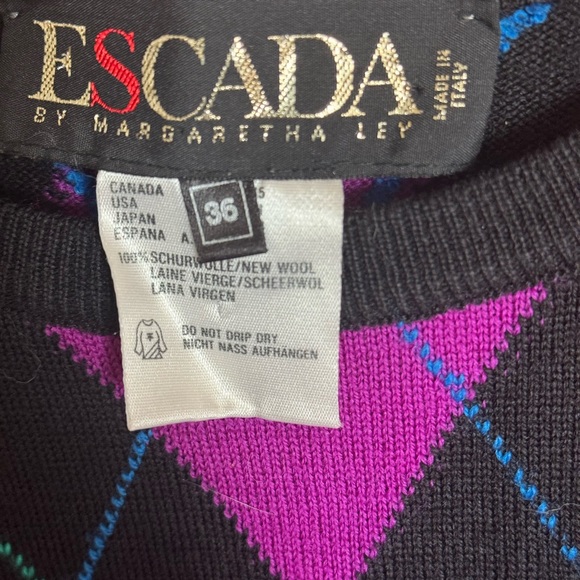 ESCADA
BY MARGARETHA LEY
MADE IN
ITALY
CANADA
USA
JAPAN
ESPANA A.
36
100% SCHURWOLLE/NEW WOOL
LAINE VIERGE/SCHEERWOL
LANA VIRGEN
DO NOT DRIP DRY
NICHT NASS AUFHANGEN